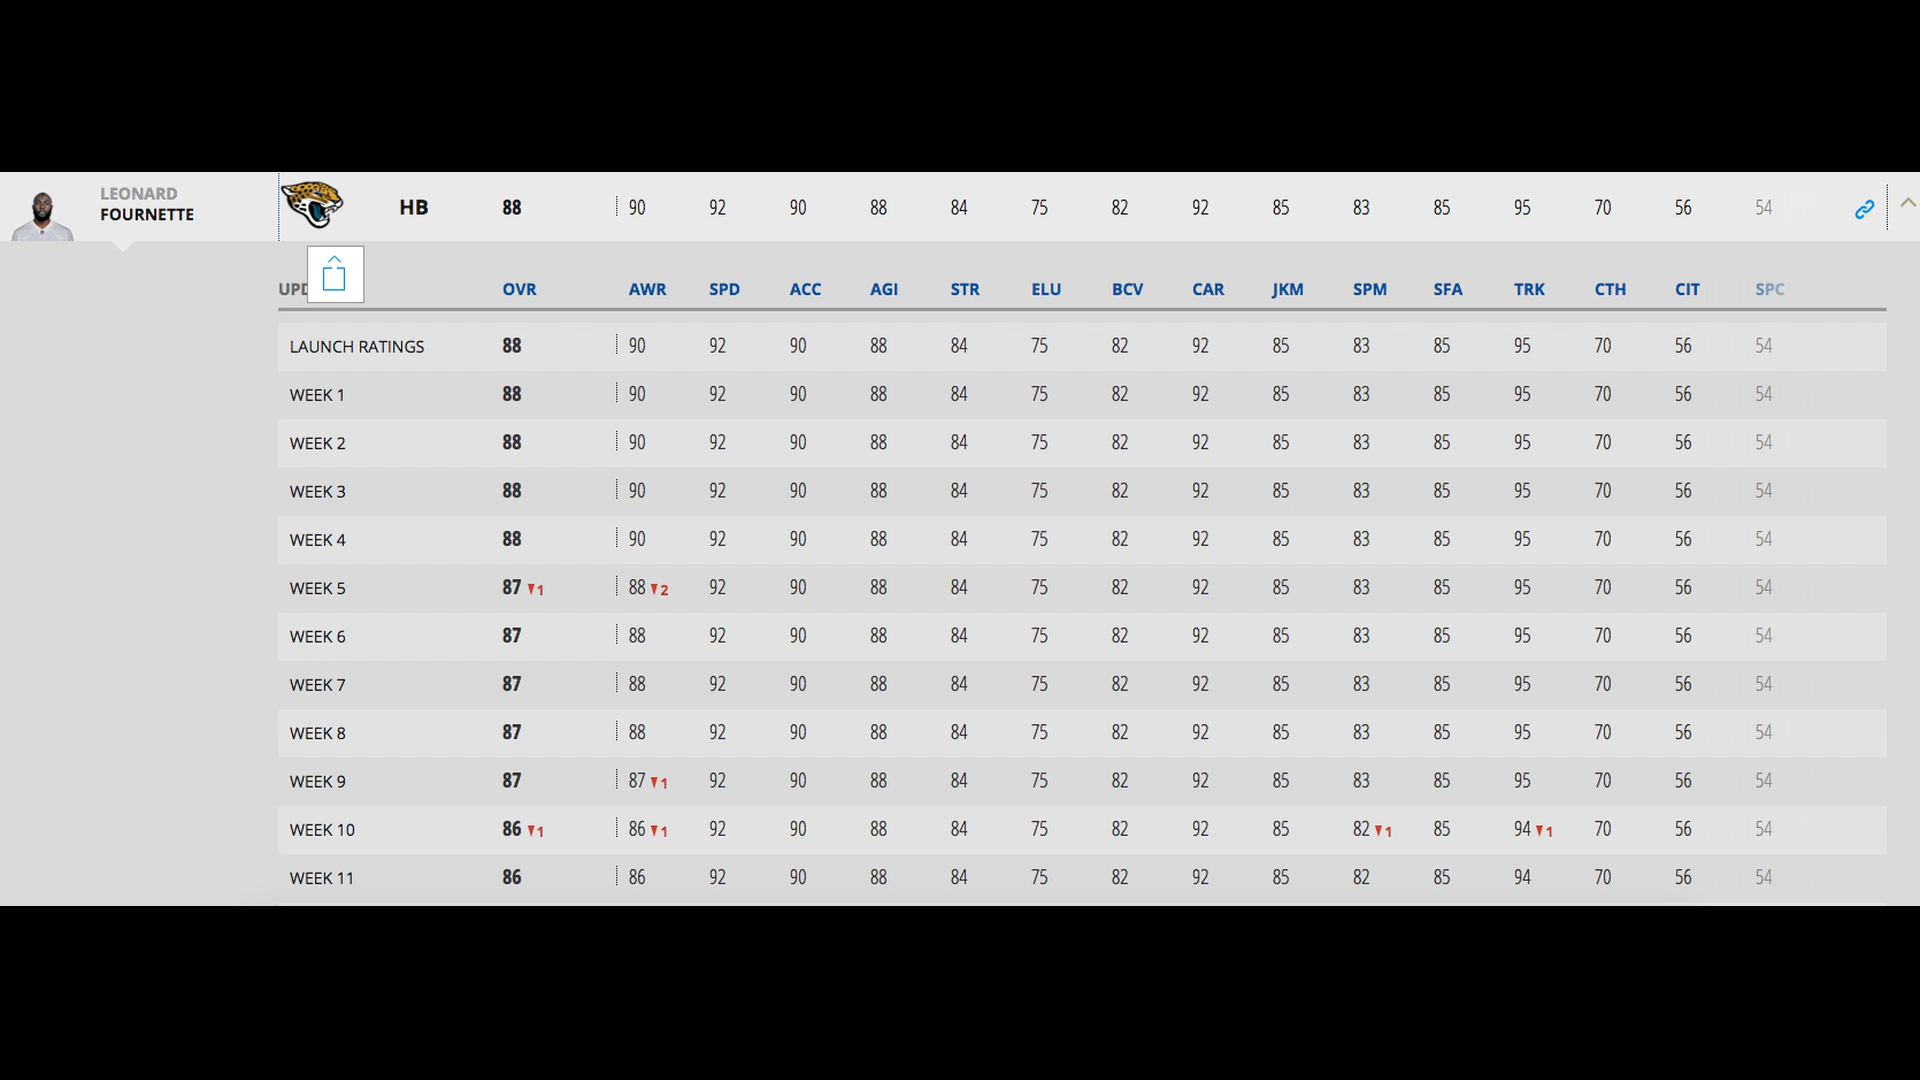 LEONARD
FOURNETTE
HB 88 90 92 90 88 84 75 82 92 85 83 85 95 70 56 54
UPD OVR AWR SPD ACC AGI STR ELU BCV CAR JKM SPM SFA TRK CTH CIT SPC
LAUNCH RATINGS 88 90 92 90 88 84 75 82 92 85 83 85 95 70 56 54
WEEK 1 88 90 92 90 88 84 75 82 92 85 83 85 95 70 56 54
WEEK 2 88 90 92 90 88 84 75 82 92 85 83 85 95 70 56 54
WEEK 3 88 90 92 90 88 84 75 82 92 85 83 85 95 70 56 54
WEEK 4 88 90 92 90 88 84 75 82 92 85 83 85 95 70 56 54
WEEK 5 87 ▼1 88 ▼2 92 90 88 84 75 82 92 85 83 85 95 70 56 54
WEEK 6 87 88 92 90 88 84 75 82 92 85 83 85 95 70 56 54
WEEK 7 87 88 92 90 88 84 75 82 92 85 83 85 95 70 56 54
WEEK 8 87 88 92 90 88 84 75 82 92 85 83 85 95 70 56 54
WEEK 9 87 87 ▼1 92 90 88 84 75 82 92 85 83 85 95 70 56 54
WEEK 10 86 ▼1 86 ▼1 92 90 88 84 75 82 92 85 82 ▼1 85 94 ▼1 70 56 54
WEEK 11 86 86 92 90 88 84 75 82 92 85 82 85 94 70 56 54